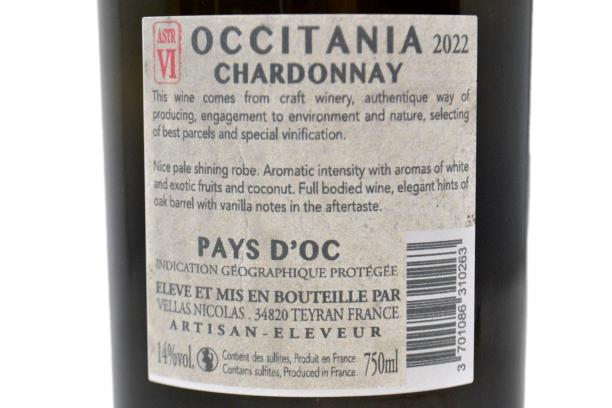 ASTR
VI
OCCITANIA 2022
CHARDONNAY
This wine comes from craft winery, authentique way of
producing, engagement to environment and nature, selecting
of best parcels and special vinification.
Nice pale shining robe. Aromatic intensity with aromas of white
and exotic fruits and coconut. Full bodied wine, elegant hints of
oak barrel with vanilla notes in the aftertaste.
PAYS D'OC
INDICATION GÉOGRAPHIQUE PROTÉGÉE
ELEVE ET MIS EN BOUTEILLE PAR
VELLAS NICOLAS . 34820 TEYRAN FRANCE
ARTISAN-ELEVEUR
14%vol.
Contient des sulfites, Produit en France.
Contains sulfites, Produced in France.
750ml
3 701086 310263